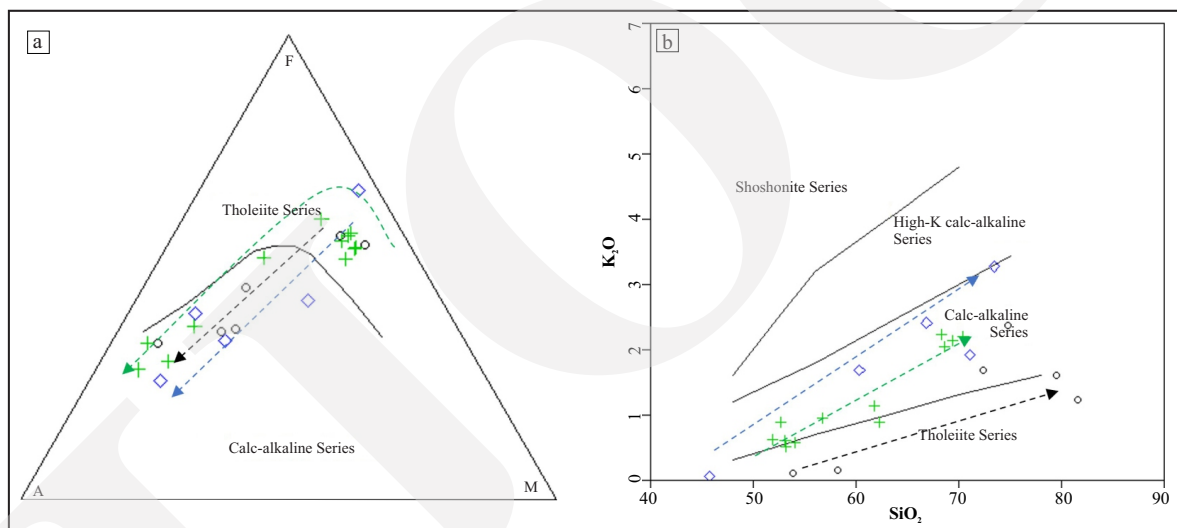 a
F
Tholeiite Series
Calc-alkaline Series
A
M
b
7
6
5
4
3
2
1
0
K₂O
Shoshonite Series
High-K calc-alkaline
Series
Calc-alkaline
Series
Tholeiite Series
40
50
60
70
80
90
SiO₂